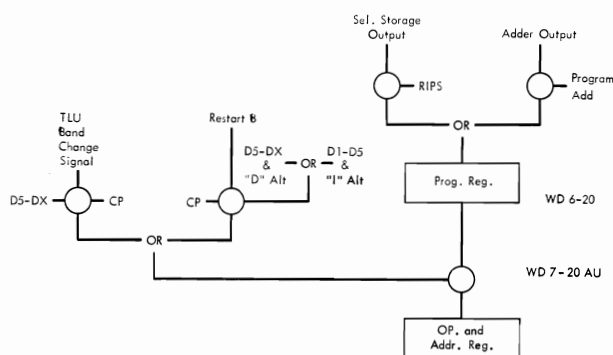 Sel. Storage
Output
Adder Output
RIPS
Program
Add
TLU
Band
Change
Signal
Restart B
OR
D5-DX
&
"D" Alt
OR
D1-D5
&
"I" Alt
Prog. Reg.
D5-DX
CP
CP
WD 6-20
OR
WD 7-20 AU
OP. and
Addr. Reg.